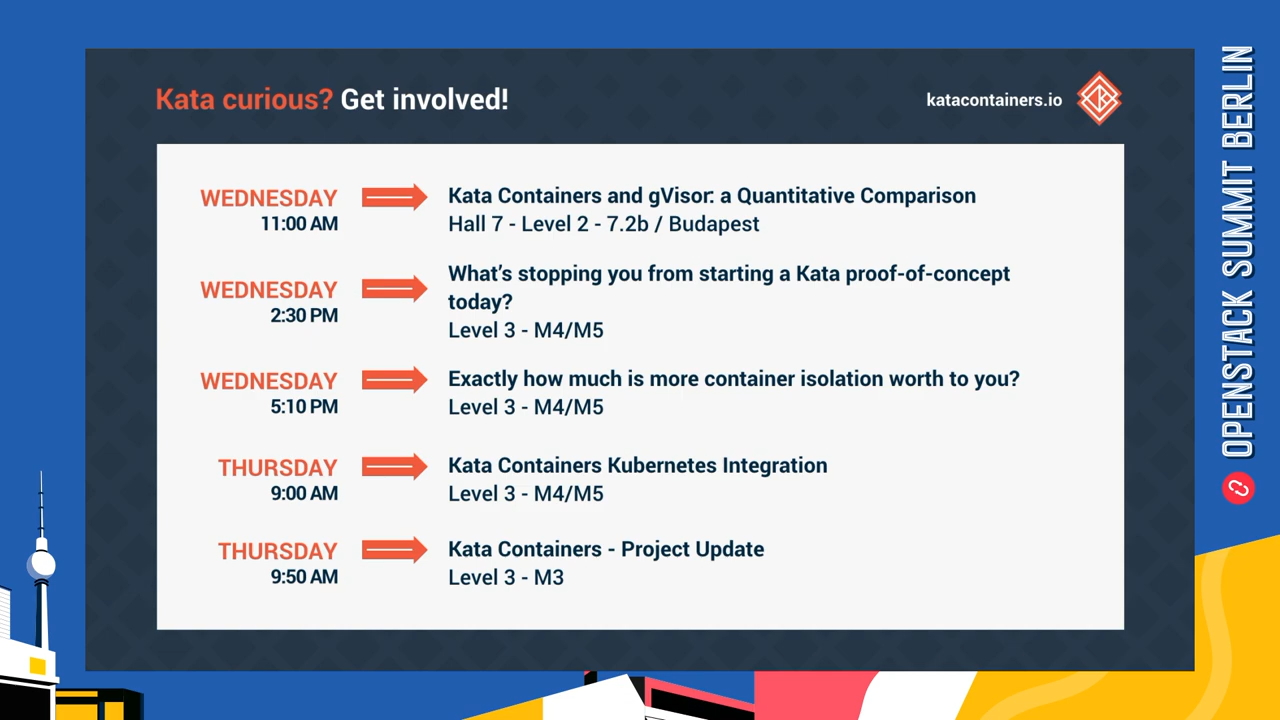 Kata curious? Get involved!
katacontainers.io
WEDNESDAY
11:00 AM
Kata Containers and gVisor: a Quantitative Comparison
Hall 7 - Level 2 - 7.2b / Budapest
WEDNESDAY
2:30 PM
What's stopping you from starting a Kata proof-of-concept
today?
Level 3 - M4/M5
WEDNESDAY
5:10 PM
Exactly how much is more container isolation worth to you?
Level 3 - M4/M5
THURSDAY
9:00 AM
Kata Containers Kubernetes Integration
Level 3 - M4/M5
THURSDAY
9:50 AM
Kata Containers - Project Update
Level 3 - M3
OPENSTACK SUMMIT BERLIN